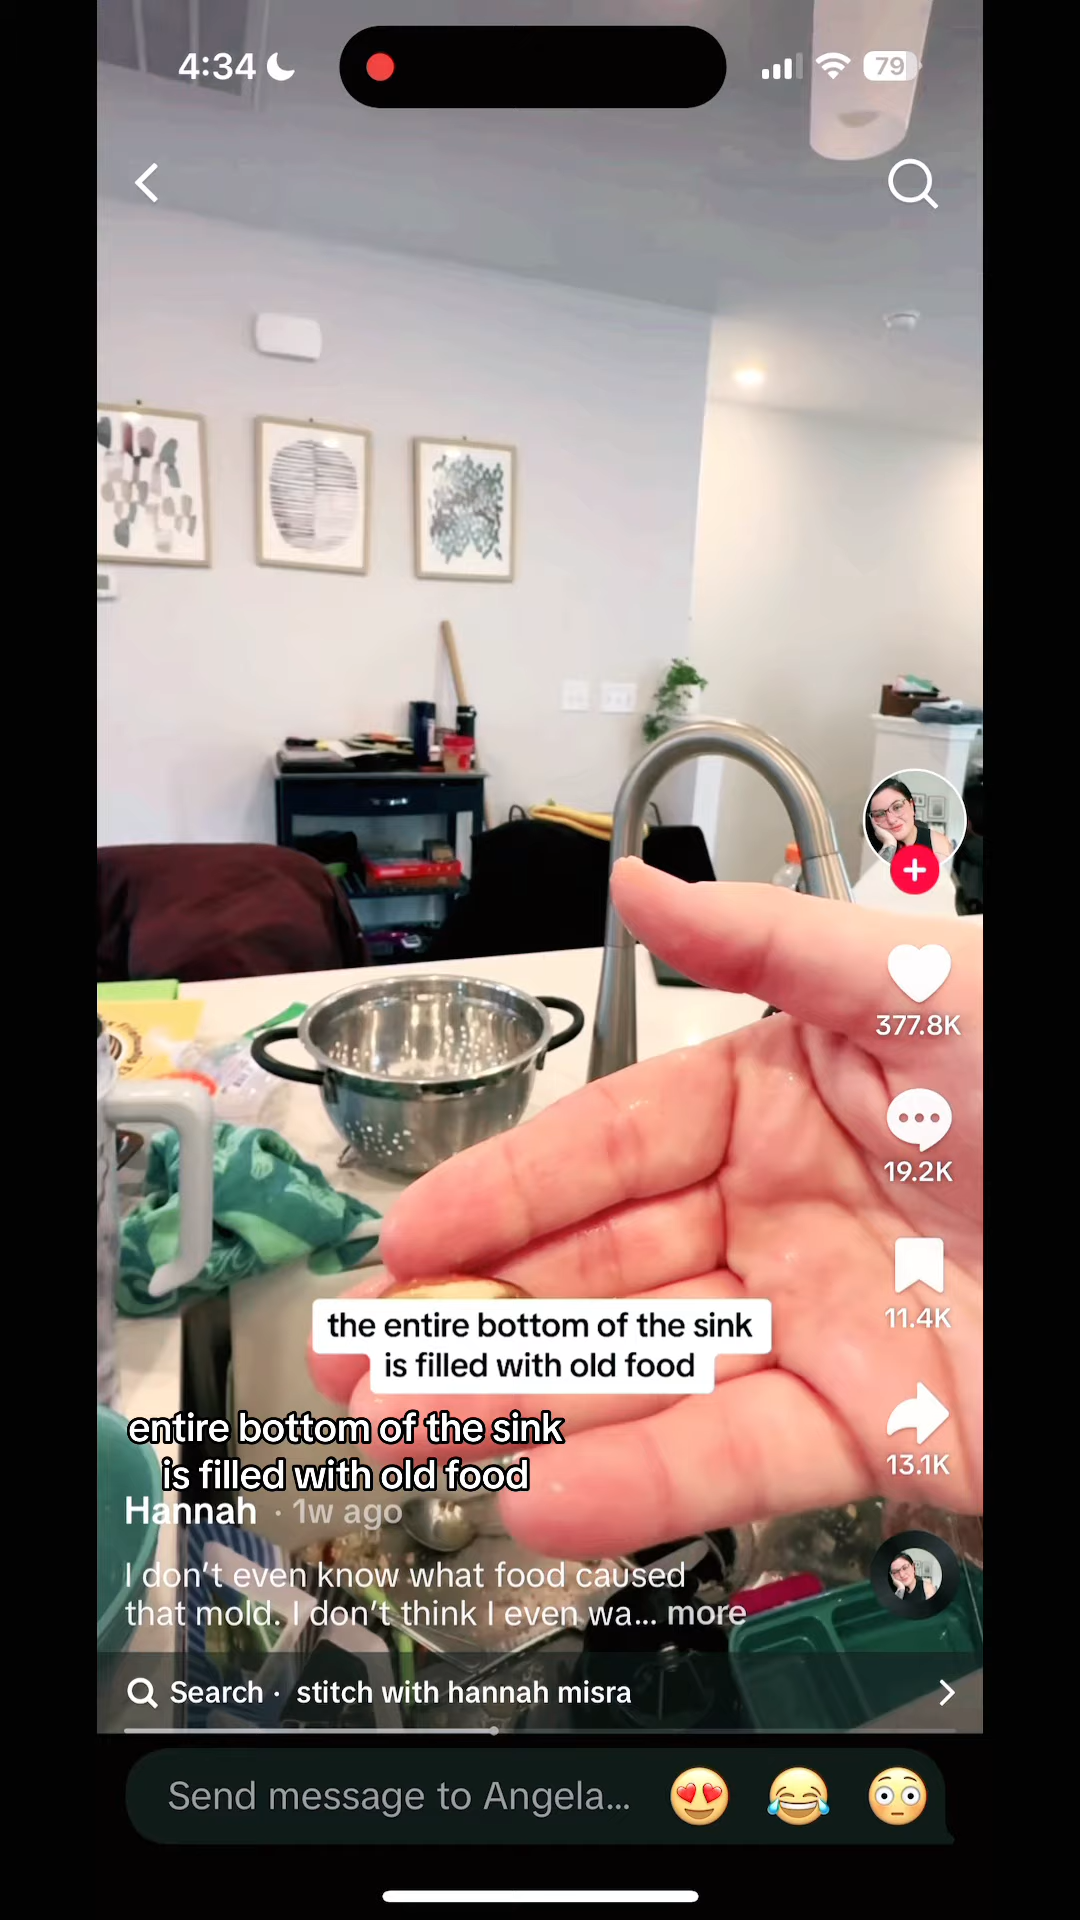 4:34
79
377.8K
19.2K
11.4K
the entire bottom of the sink
is filled with old food
entire bottom of the sink
is filled with old food
13.1K
Hannah · 1w ago
I don’t even know what food caused
that mold. I don’t think I even wa... more
Search · stitch with hannah misra
Send message to Angela...